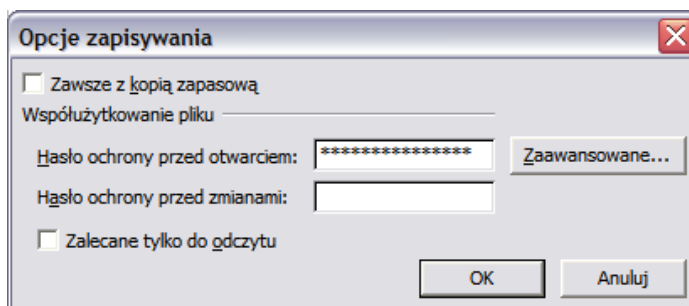 Opcje zapisywania
Zawsze z kopią zapasową
Współużytkowanie pliku
Hasło ochrony przed otwarciem: *************** Zaawansowane...
Hasło ochrony przed zmianami:
Zalecane tylko do odczytu
OK Anuluj